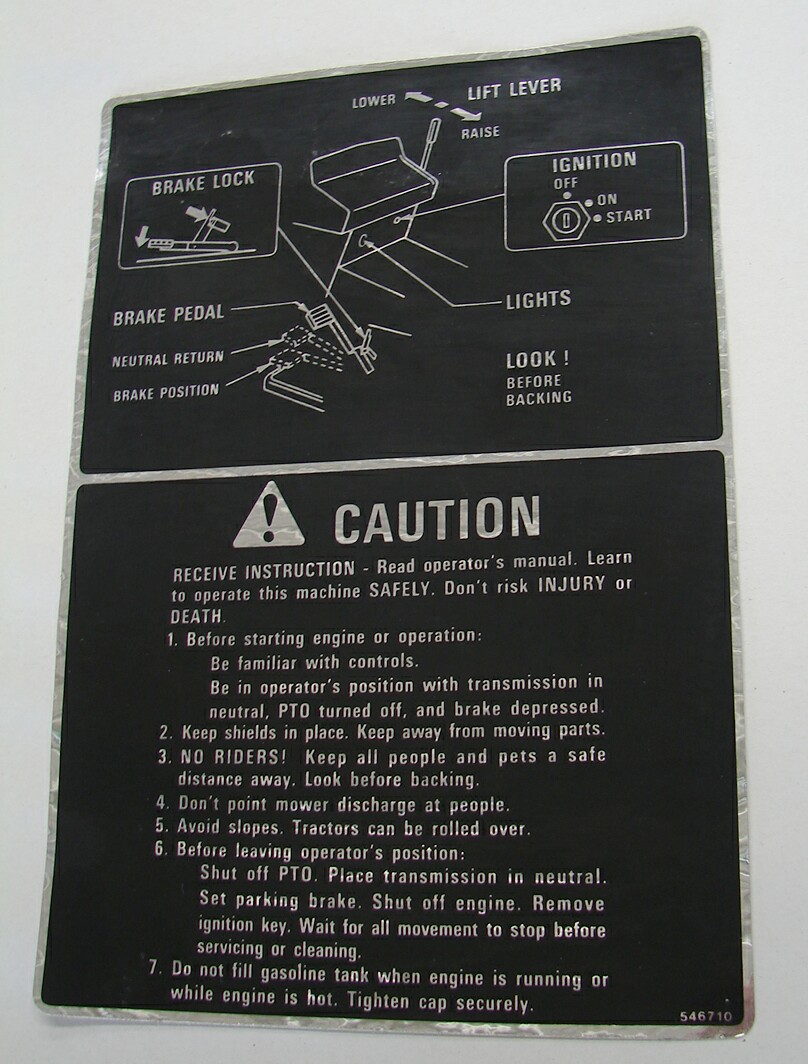 LOWER
LIFT LEVER
RAISE
BRAKE LOCK
IGNITION
OFF
ON
START
BRAKE PEDAL
LIGHTS
NEUTRAL RETURN
BRAKE POSITION
LOOK !
BEFORE
BACKING
CAUTION
RECEIVE INSTRUCTION - Read operator's manual. Learn
to operate this machine SAFELY. Don't risk INJURY or
DEATH.
1. Before starting engine or operation:
Be familiar with controls.
Be in operator's position with transmission in
neutral, PTO turned off, and brake depressed.
2. Keep shields in place. Keep away from moving parts.
3. NO RIDERS! Keep all people and pets a safe
distance away. Look before backing.
4. Don't point mower discharge at people.
5. Avoid slopes. Tractors can be rolled over.
6. Before leaving operator's position:
Shut off PTO. Place transmission in neutral.
Set parking brake. Shut off engine. Remove
ignition key. Wait for all movement to stop before
servicing or cleaning.
7. Do not fill gasoline tank when engine is running or
while engine is hot. Tighten cap securely.
546710